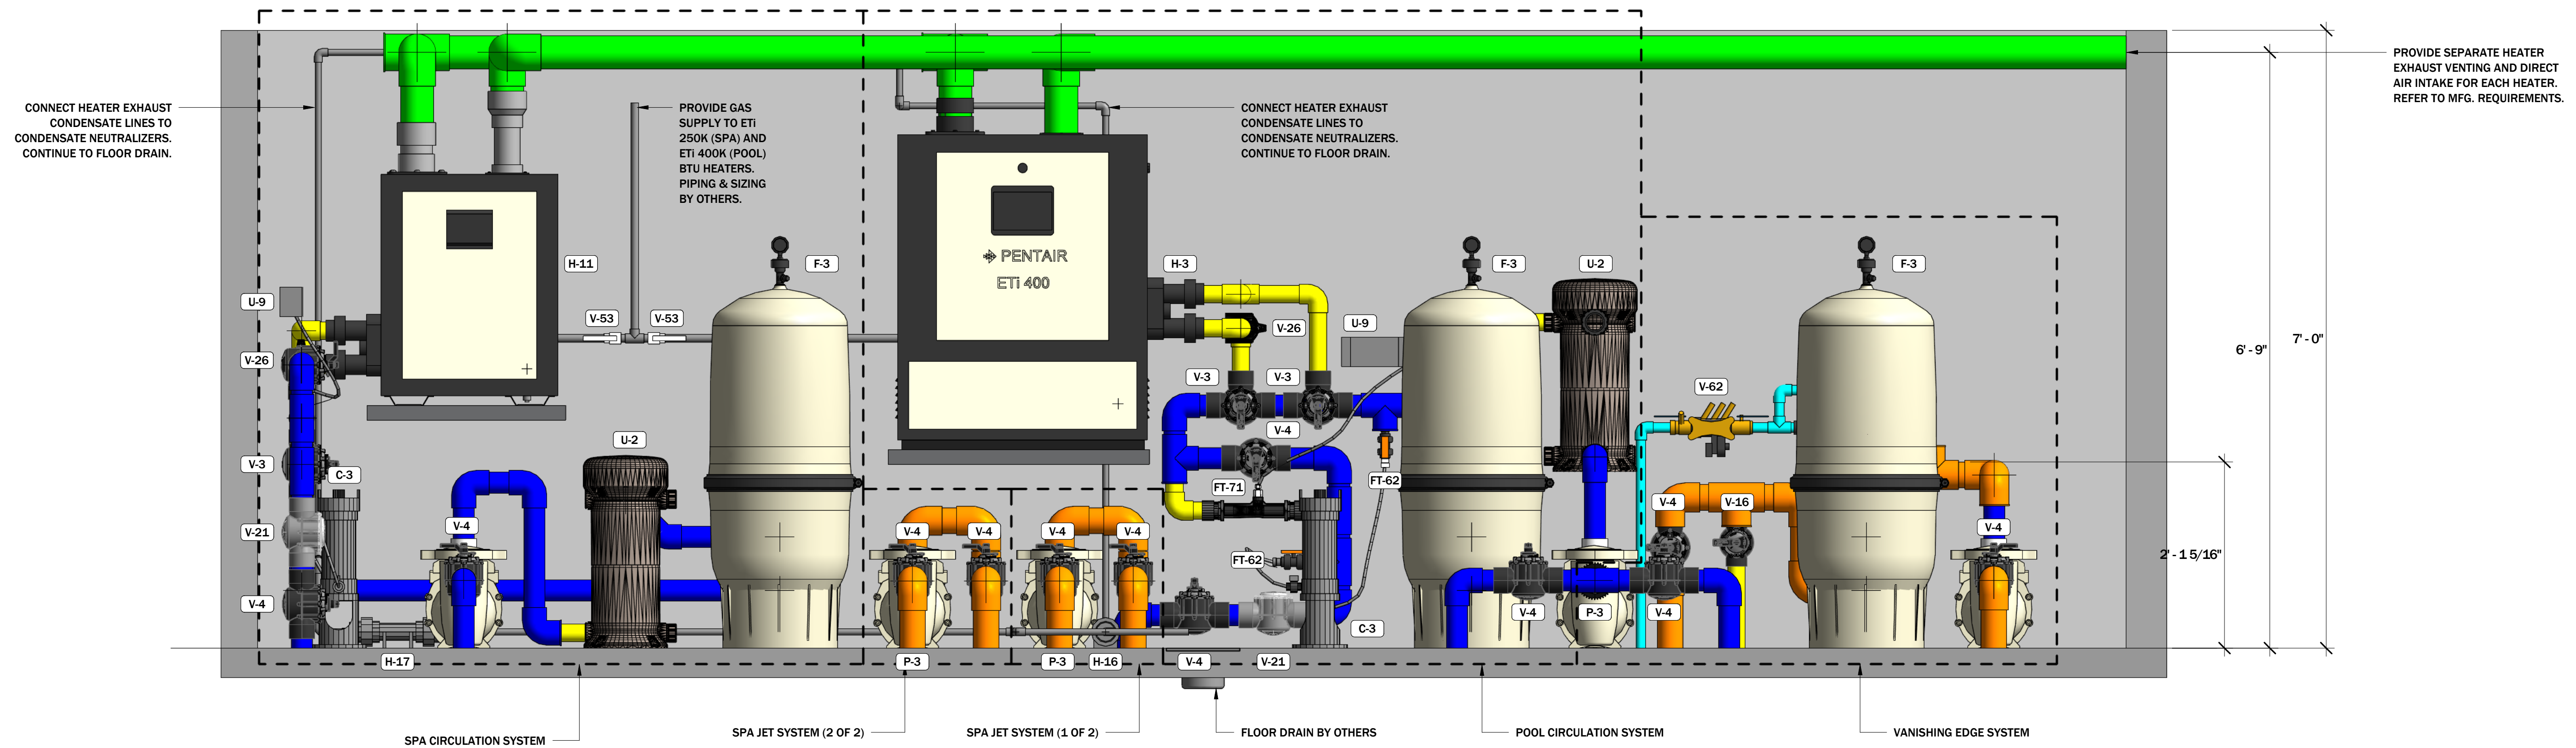 PROVIDE SEPARATE HEATER
EXHAUST VENTING AND DIRECT
AIR INTAKE FOR EACH HEATER.
REFER TO MFG. REQUIREMENTS.
CONNECT HEATER EXHAUST
CONDENSATE LINES TO
CONDENSATE NEUTRALIZERS.
CONTINUE TO FLOOR DRAIN.
PROVIDE GAS
SUPPLY TO ETi
250K (SPA) AND
ETi 400K (POOL)
BTU HEATERS.
PIPING & SIZING
BY OTHERS.
CONNECT HEATER EXHAUST
CONDENSATE LINES TO
CONDENSATE NEUTRALIZERS.
CONTINUE TO FLOOR DRAIN.
PENTAIR
ETi 400
H-11
F-3
H-3
F-3
U-2
F-3
U-9
V-53
V-53
V-26
U-9
7' - 0"
6' - 9"
V-26
V-3
V-3
V-62
V-4
U-2
V-3
C-3
FT-71
FT-62
V-4
V-16
V-21
V-4
V-4
V-4
V-4
V-4
V-4
2' - 1 5/16"
FT-62
V-4
V-4
P-3
V-4
C-3
H-17
P-3
P-3
H-16
V-4
V-21
SPA CIRCULATION SYSTEM
SPA JET SYSTEM (2 OF 2)
SPA JET SYSTEM (1 OF 2)
FLOOR DRAIN BY OTHERS
POOL CIRCULATION SYSTEM
VANISHING EDGE SYSTEM